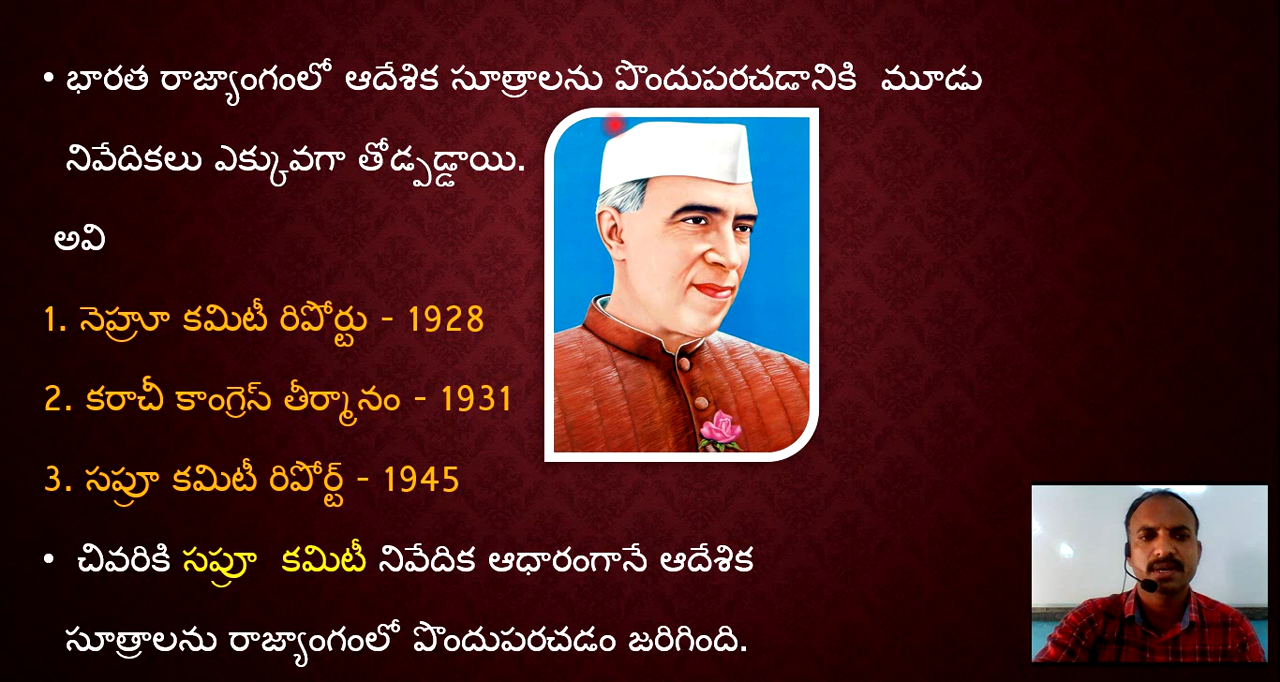 • భారత రాజ్యాంగంలో ఆదేశిక సూత్రాలను పొందుపరచడానికి మూడు
నివేదికలు ఎక్కువగా తోడ్పడ్డాయి.
అవి
1. నెహ్రూ కమిటీ రిపోర్టు - 1928
2. కరాచీ కాంగ్రెస్ తీర్మానం - 1931
3. సప్రూ కమిటీ రిపోర్ట్ - 1945
• చివరికి సప్రూ కమిటీ నివేదిక ఆధారంగానే ఆదేశిక
సూత్రాలను రాజ్యాంగంలో పొందుపరచడం జరిగింది.